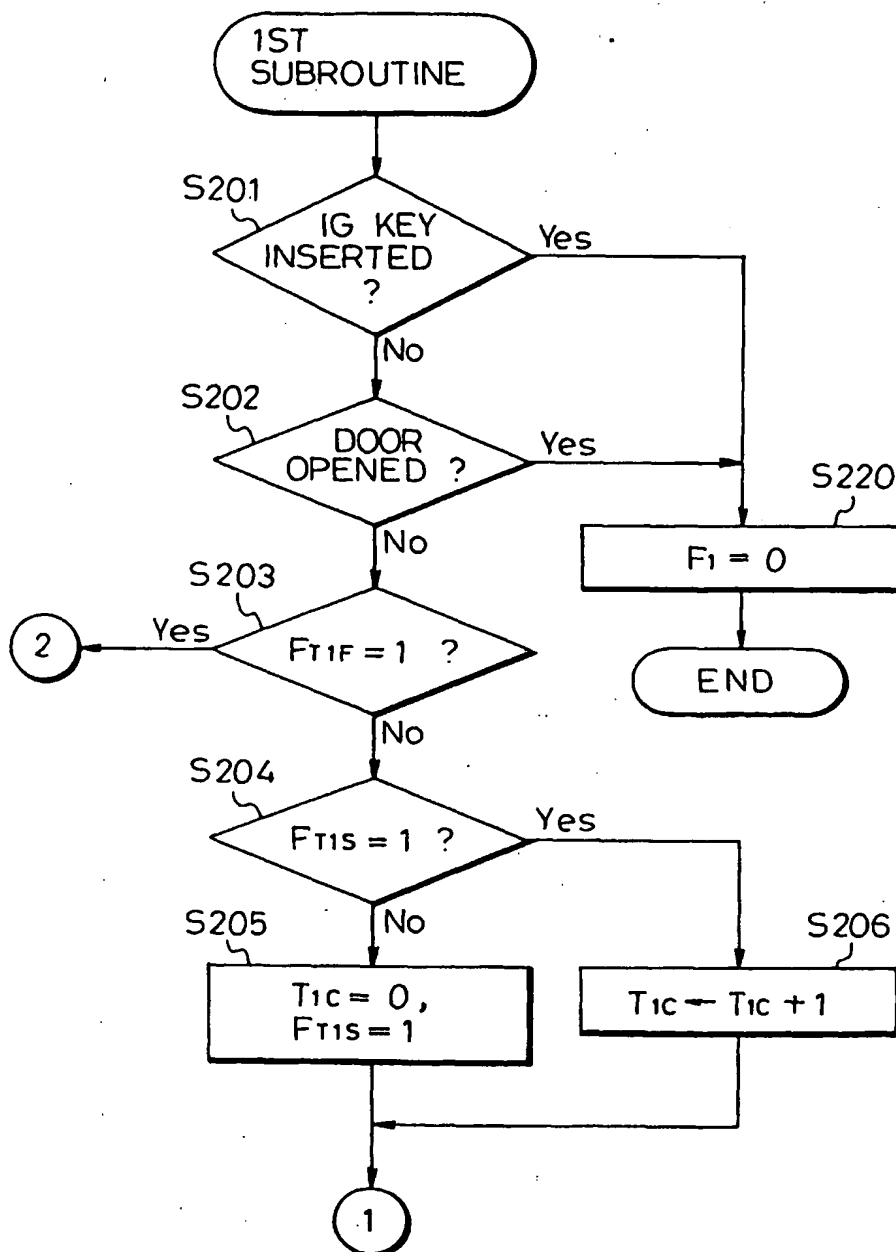 1ST
SUBROUTINE
S201
IG KEY
INSERTED
?
Yes
No
S202
DOOR
OPENED ?
Yes
No
S220
F1 = 0
END
S203
FT1F = 1 ?
Yes
2
No
S204
FT1S = 1 ?
Yes
No
S205
T1C = 0,
FT1S = 1
S206
T1C ← T1C + 1
1